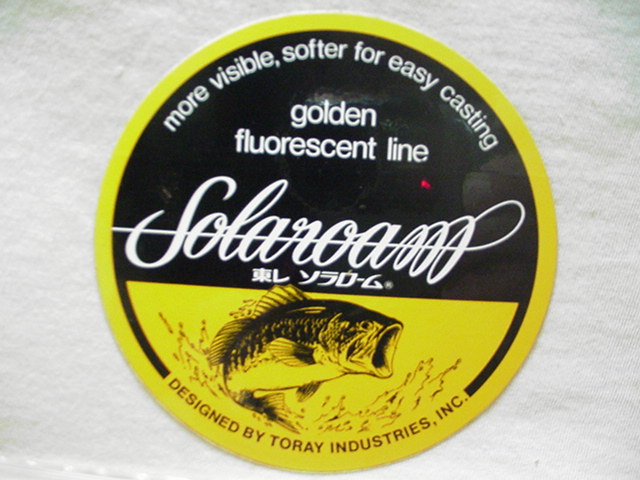 more visible, softer for easy casting
golden
fluorescent line
Solaroam
東レ ソラローム®
DESIGNED BY TORAY INDUSTRIES, INC.